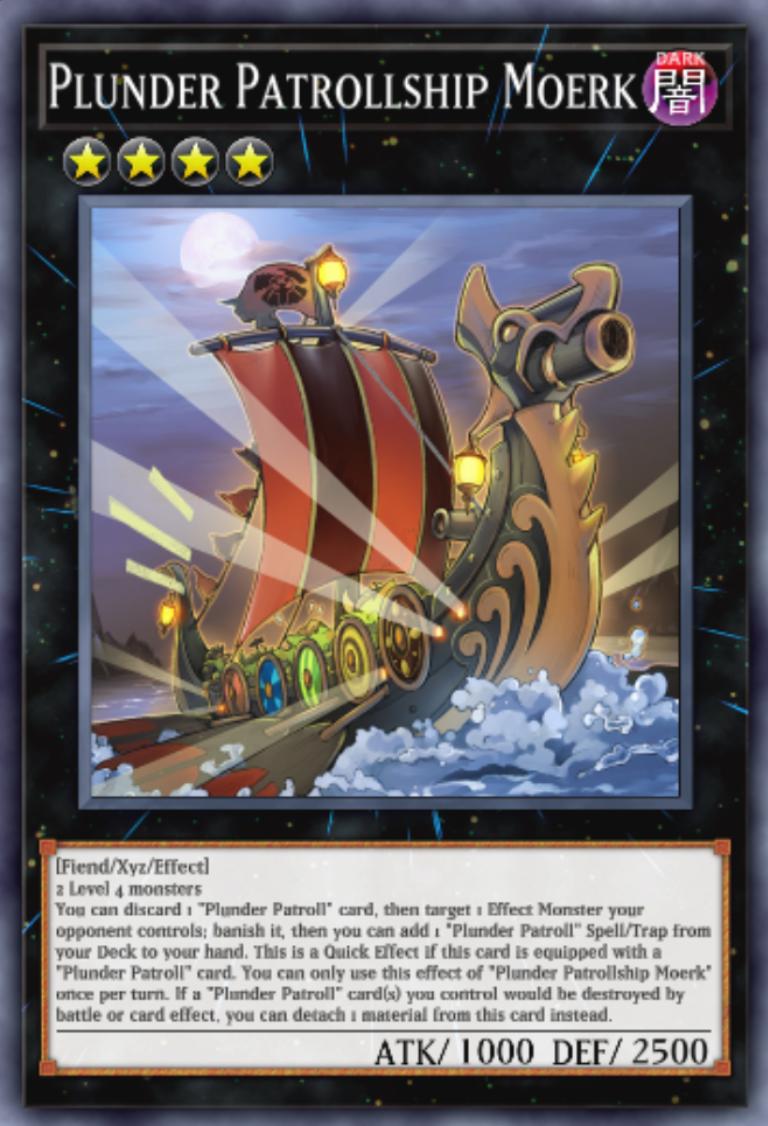 PLUNDER PATROLLSHIP MOERK
DARK
闇
[Fiend/Xyz/Effect]
2 Level 4 monsters
You can discard 1 "Plunder Patroll" card, then target 1 Effect Monster your
opponent controls; banish it, then you can add 1 "Plunder Patroll" Spell/Trap from
your Deck to your hand. This is a Quick Effect if this card is equipped with a
"Plunder Patroll" card. You can only use this effect of "Plunder Patrollship Moerk"
once per turn. If a "Plunder Patroll" card(s) you control would be destroyed by
battle or card effect, you can detach 1 material from this card instead.
ATK/ 1000 DEF/ 2500